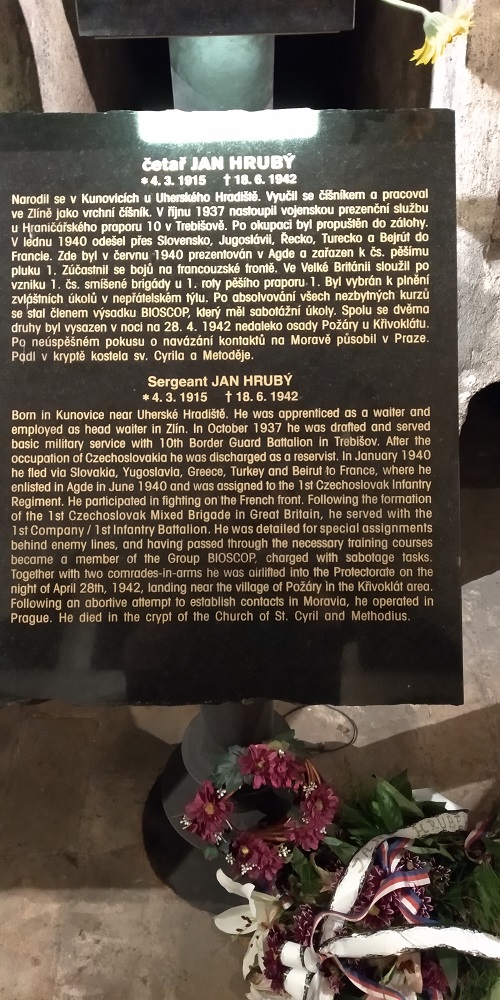 četař JAN HRUBÝ
* 4. 3. 1915 † 18. 6. 1942
Narodil se v Kunovicích u Uherského Hradiště. Vyučil se číšníkem a pracoval
ve Zlíně jako vrchní číšník. V říjnu 1937 nastoupil vojenskou prezenční službu
u Hraničářského praporu 10 v Trebišově. Po okupaci byl propuštěn do zálohy.
V lednu 1940 odešel přes Slovensko, Jugoslávii, Řecko, Turecko a Bejrút do
Francie. Zde byl v červnu 1940 prezentován v Agde a zařazen k čs. pěšímu
pluku 1. Zúčastnil se bojů na francouzské frontě. Ve Velké Británii sloužil po
vzniku 1. čs. smíšené brigády u 1. roty pěšího praporu 1. Byl vybrán k plnění
zvláštních úkolů v nepřátelském týlu. Po absolvování všech nezbytných kurzů
se stal členem výsadku BIOSCOP, který měl sabotážní úkoly. Spolu se dvěma
druhy byl vysazen v noci na 28. 4. 1942 nedaleko osady Požáry u Křivoklátu.
Po neúspěšném pokusu o navázání kontaktů na Moravě působil v Praze.
Padl v kryptě kostela sv. Cyrila a Metoděje.
Sergeant JAN HRUBÝ
* 4. 3. 1915 † 18. 6. 1942
Born in Kunovice near Uherské Hradiště. He was apprenticed as a waiter and
employed as head waiter in Zlín. In October 1937 he was drafted and served
basic military service with 10th Border Guard Battalion in Trebišov. After the
occupation of Czechoslovakia he was discharged as a reservist. In January 1940
he fled via Slovakia, Yugoslavia, Greece, Turkey and Beirut to France, where he
enlisted in Agde in June 1940 and was assigned to the 1st Czechoslovak Infantry
Regiment. He participated in fighting on the French front. Following the formation
of the 1st Czechoslovak Mixed Brigade in Great Britain, he served with the
1st Company / 1st Infantry Battalion. He was detailed for special assignments
behind enemy lines, and having passed through the necessary training courses
became a member of the Group BIOSCOP, charged with sabotage tasks.
Together with two comrades-in-arms he was airlifted into the Protectorate on the
night of April 28th, 1942, landing near the village of Požáry in the Křivoklát area.
Following an abortive attempt to establish contacts in Moravia, he operated in
Prague. He died in the crypt of the Church of St. Cyril and Methodius.